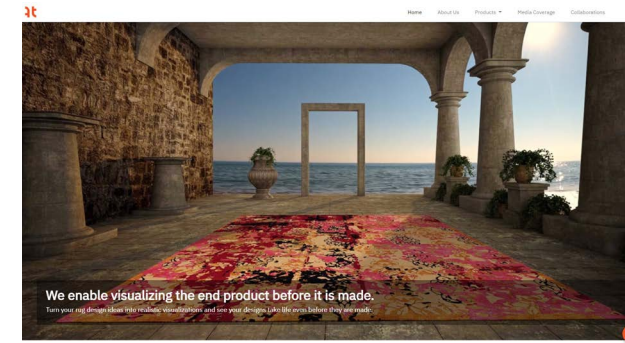 Home About Us Products Media Coverage Collaborations
We enable visualizing the end product before it is made.
Turn your rug design ideas into realistic visualizations and see your designs take life even before they are made.